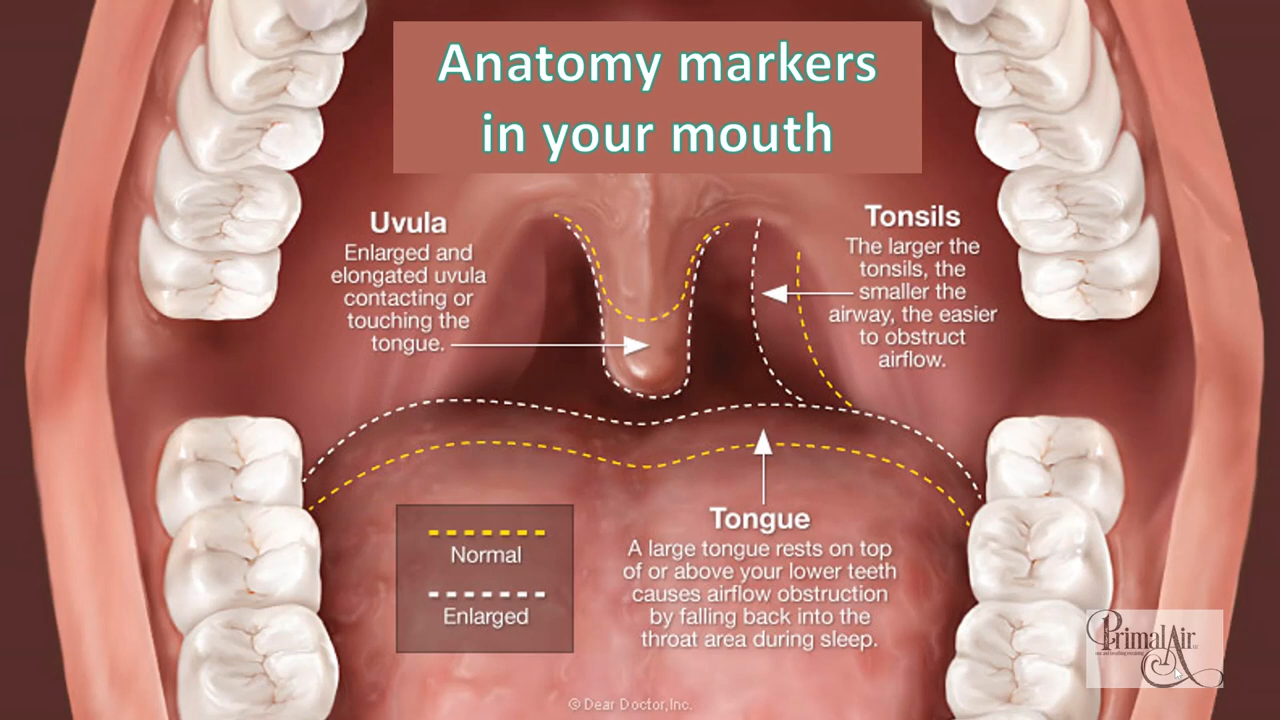 Anatomy markers
in your mouth
Uvula
Enlarged and
elongated uvula
contacting or
touching the
tongue.
Tonsils
The larger the
tonsils, the
smaller the
airway, the easier
to obstruct
airflow.
Tongue
A large tongue rests on top
of or above your lower teeth
causes airflow obstruction
by falling back into the
throat area during sleep.
Normal
Enlarged
PrimalAir
© Dear Doctor,Inc.